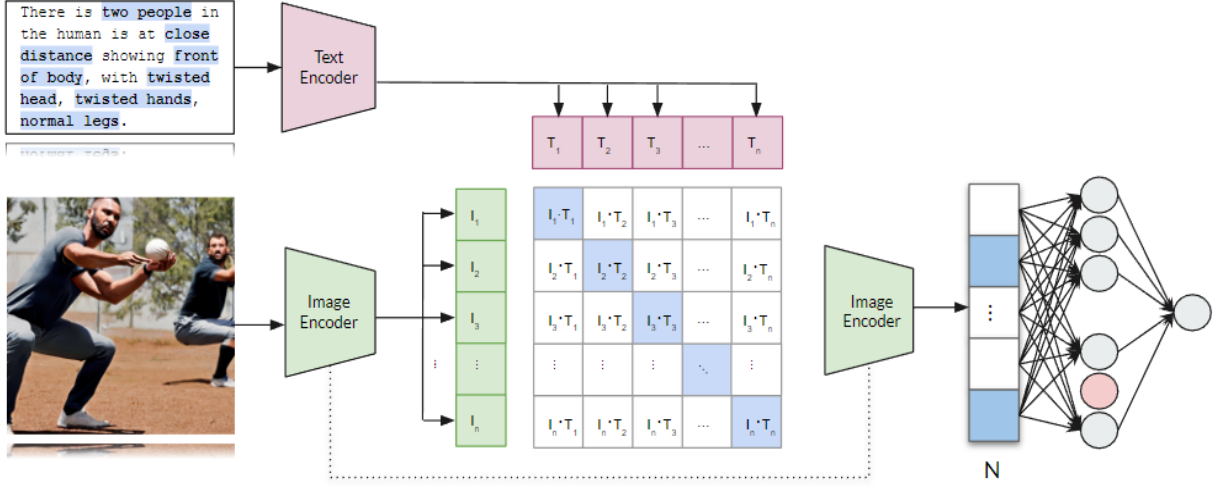 There is two people in
the human is at close
distance showing front
of body, with twisted
head, twisted hands,
normal legs.
Text
Encoder
T1 T2 T3 ... Tn
Image
Encoder
I1
I2
I3
⋮
In
I1·T1 I1·T2 I1·T3 ... I1·Tn
I2·T1 I2·T2 I2·T3 ... I2·Tn
I3·T1 I3·T2 I3·T3 ... I3·Tn
⋮ ⋮ ⋮ ⋱ ⋮
In·T1 In·T2 In·T3 ... In·Tn
Image
Encoder
⋮
N